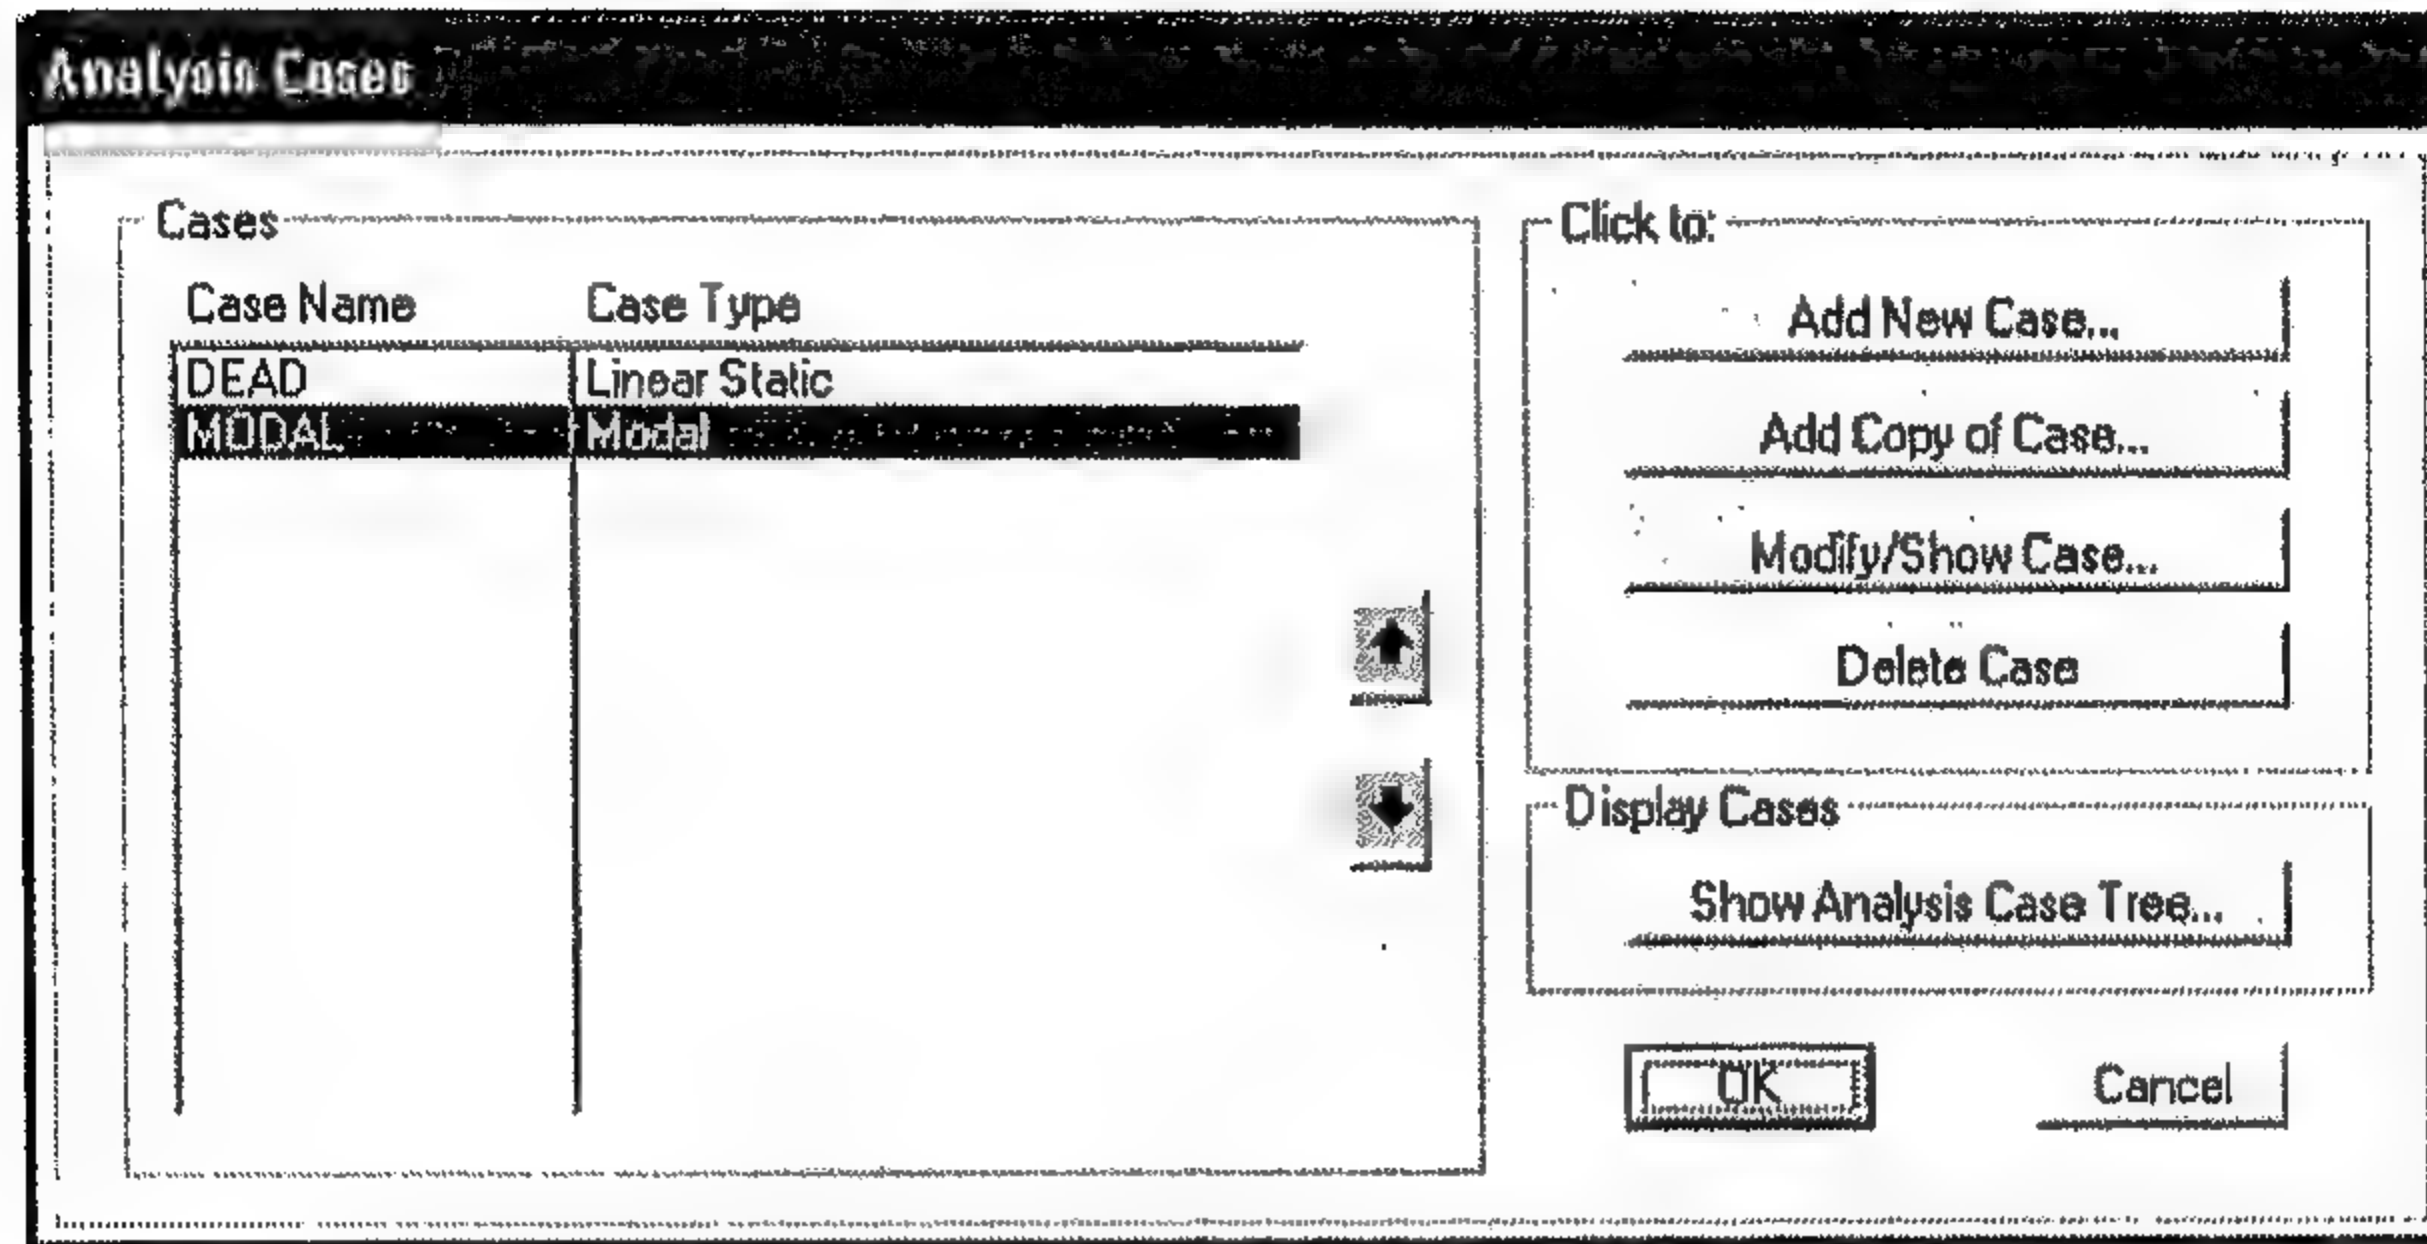 Analysis Cases
Cases
Case Name Case Type
DEAD Linear Static
MODAL Modal
Click to:
Add New Case...
Add Copy of Case...
Modify/Show Case...
Delete Case
Display Cases
Show Analysis Case Tree...
OK Cancel